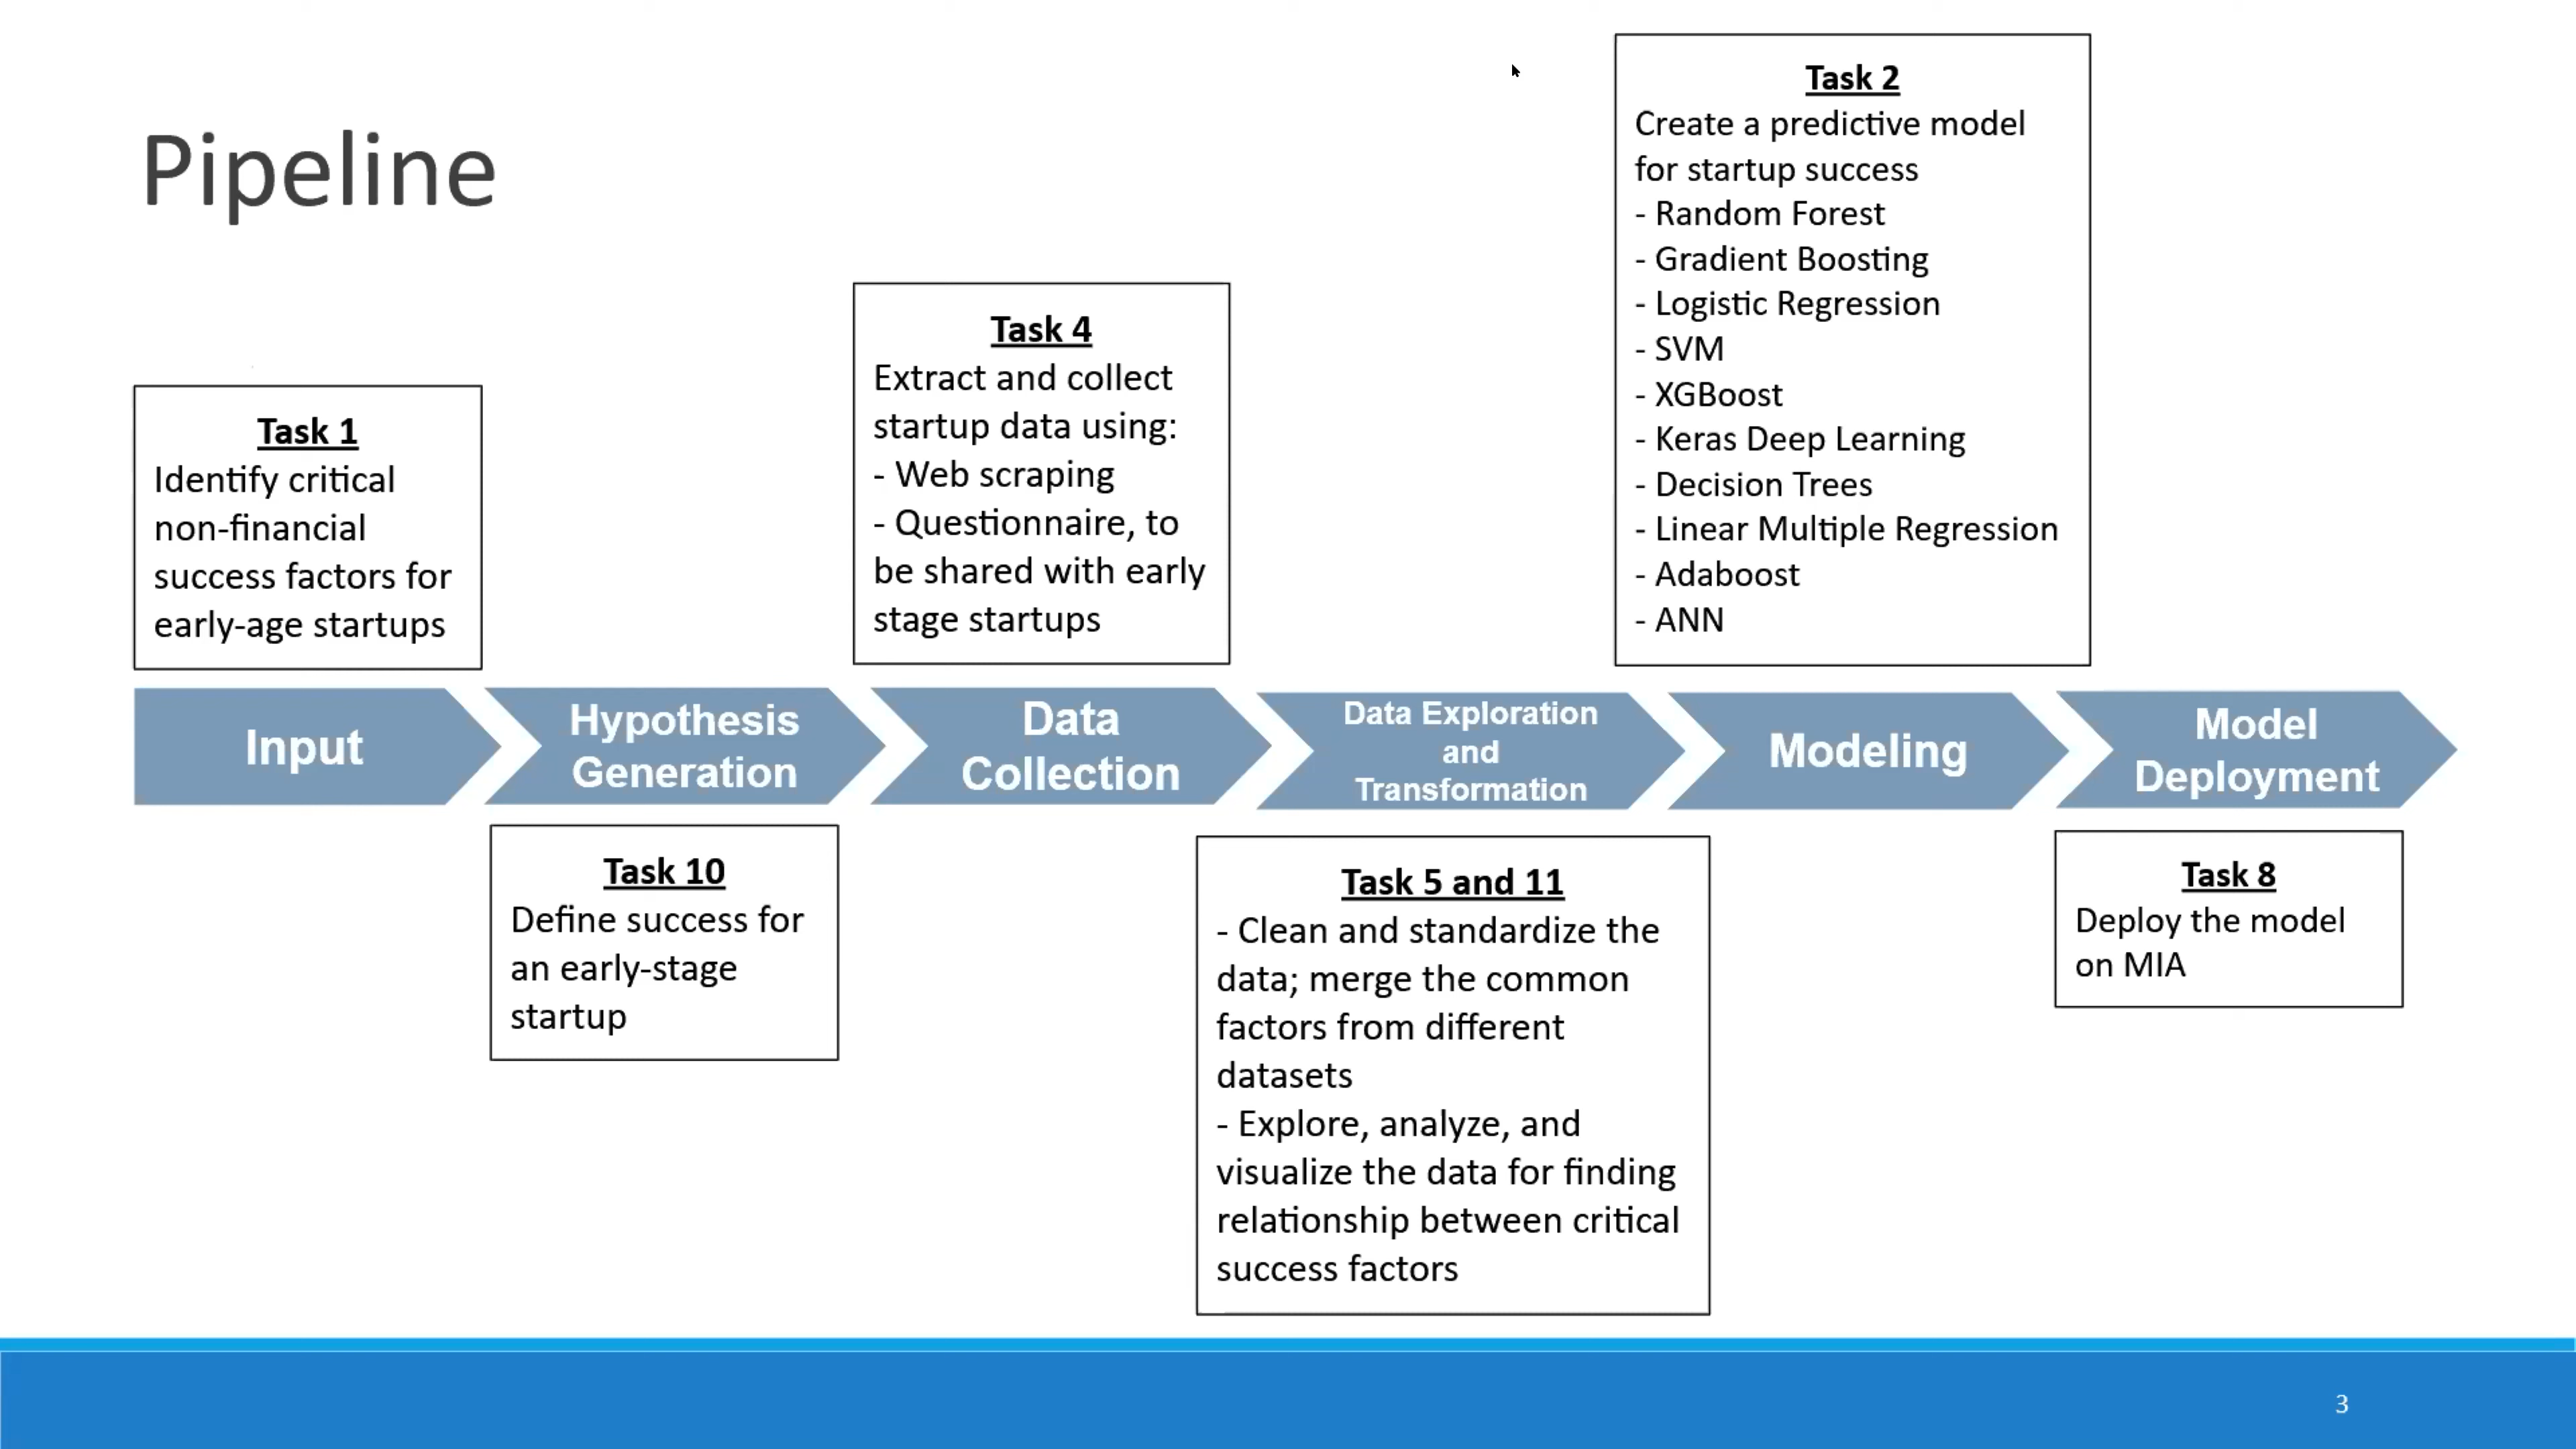 Pipeline
Task 1
Identify critical
non-financial
success factors for
early-age startups
Task 4
Extract and collect
startup data using:
- Web scraping
- Questionnaire, to
be shared with early
stage startups
Task 2
Create a predictive model
for startup success
- Random Forest
- Gradient Boosting
- Logistic Regression
- SVM
- XGBoost
- Keras Deep Learning
- Decision Trees
- Linear Multiple Regression
- Adaboost
- ANN
Input
Hypothesis
Generation
Data
Collection
Data Exploration
and
Transformation
Modeling
Model
Deployment
Task 10
Define success for
an early-stage
startup
Task 5 and 11
- Clean and standardize the
data; merge the common
factors from different
datasets
- Explore, analyze, and
visualize the data for finding
relationship between critical
success factors
Task 8
Deploy the model
on MIA
3